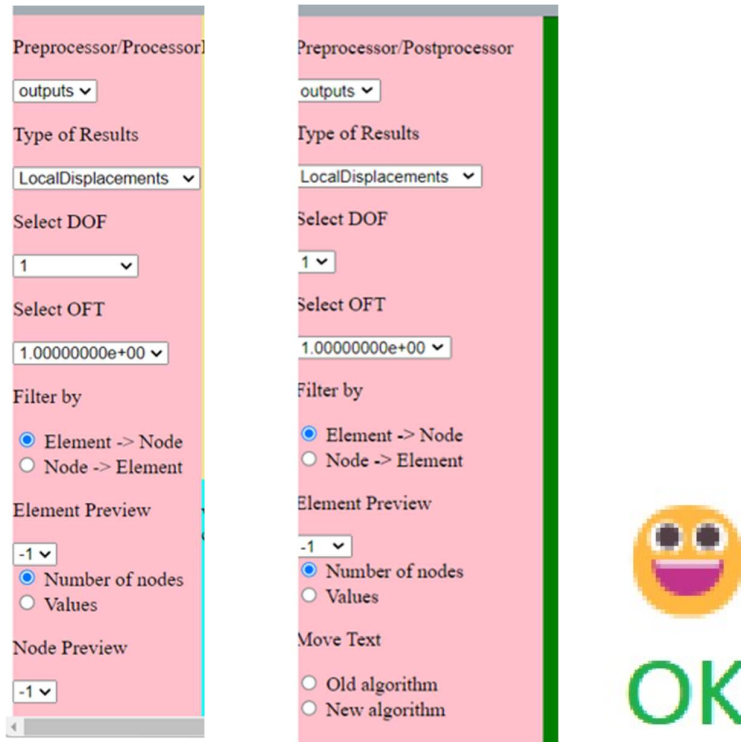 Preprocessor/Processor
outputs
Type of Results
LocalDisplacements
Select DOF
1
Select OFT
1.00000000e+00
Filter by
Element -> Node
Node -> Element
Element Preview
-1
Number of nodes
Values
Node Preview
-1
Preprocessor/Postprocessor
outputs
Type of Results
LocalDisplacements
Select DOF
1
Select OFT
1.00000000e+00
Filter by
Element -> Node
Node -> Element
Element Preview
-1
Number of nodes
Values
Move Text
Old algorithm
New algorithm
OK